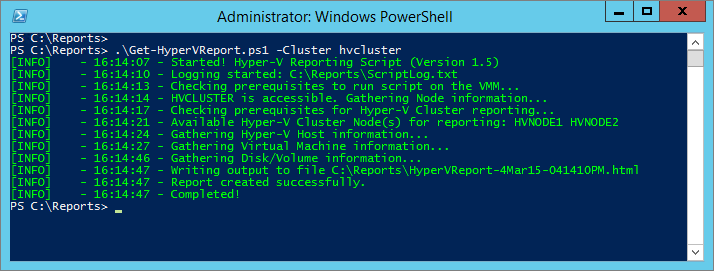 Administrator: Windows PowerShell
PS C:\Reports>
PS C:\Reports> .\Get-HyperVReport.ps1 -Cluster hvcluster
[INFO] - 16:14:07 - Started! Hyper-V Reporting Script (Version 1.5)
[INFO] - 16:14:10 - Logging started: C:\Reports\ScriptLog.txt
[INFO] - 16:14:13 - Checking prerequisites to run script on the VMM...
[INFO] - 16:14:14 - HVCLUSTER is accessible. Gathering Node information...
[INFO] - 16:14:17 - Checking prerequisites for Hyper-V Cluster reporting...
[INFO] - 16:14:21 - Available Hyper-V Cluster Node(s) for reporting: HVNODE1 HVNODE2
[INFO] - 16:14:24 - Gathering Hyper-V Host information...
[INFO] - 16:14:27 - Gathering Virtual Machine information...
[INFO] - 16:14:46 - Gathering Disk/Volume information...
[INFO] - 16:14:47 - Writing output to file C:\Reports\HyperVReport-4Mar15-041410PM.html
[INFO] - 16:14:47 - Report created successfully.
[INFO] - 16:14:47 - Completed!
PS C:\Reports>